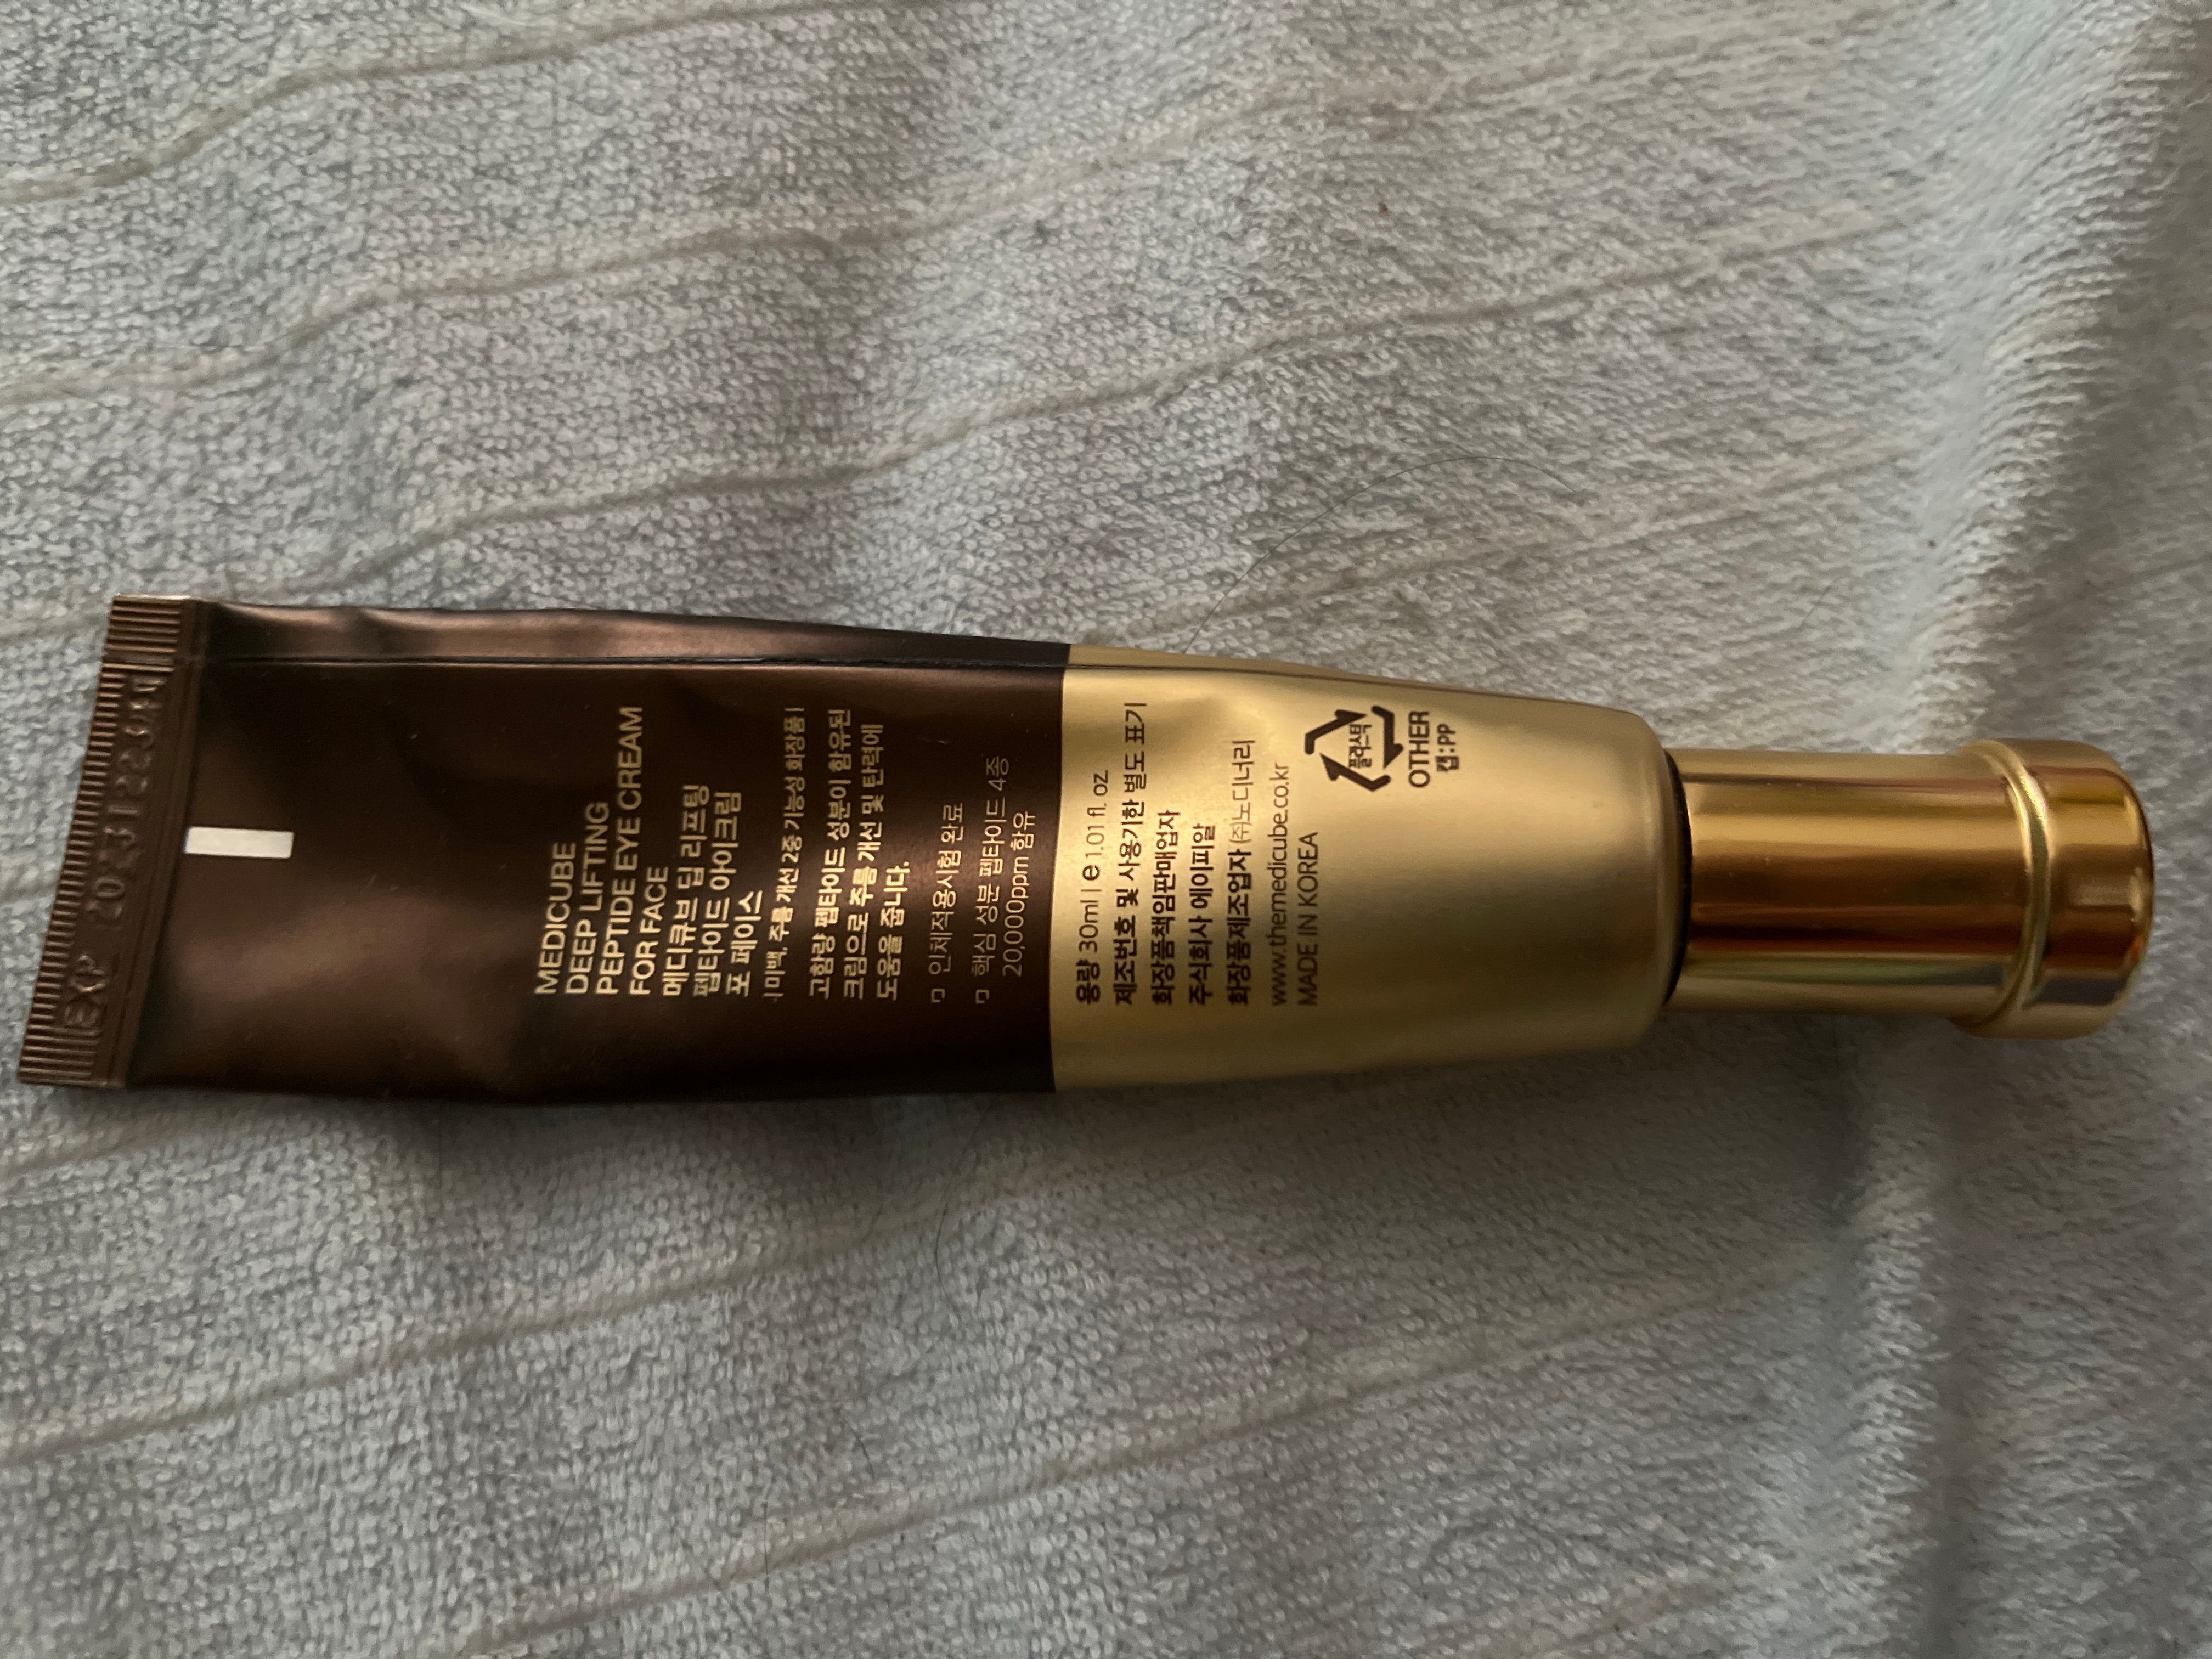 MEDICUBE
DEEP LIFTING
PEPTIDE EYE CREAM
FOR FACE
메디큐브 딥 리프팅
펩타이드 아이크림
포 페이스
|미백, 주름 개선 2중 기능성 화장품|
고함량 펩타이드 성분이 함유된
크림으로 주름 개선 및 탄력에
도움을 줍니다.
인체적용시험 완료
핵심 성분 펩타이드 4종
20,000ppm 함유
용량 30ml | e 1.01 fl. oz.
제조번호 및 사용기한 별도 표기
화장품책임판매업자
주식회사 에이피알
화장품제조업자 ㈜노디너리
www.themedicube.co.kr
MADE IN KOREA
플라스틱
OTHER
캡:PP
EXP